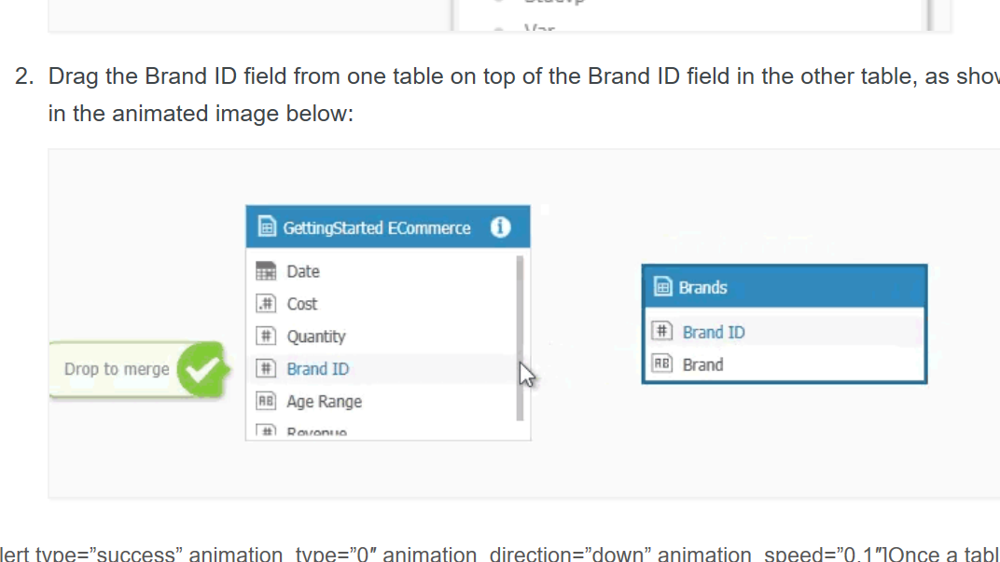 Var
2. Drag the Brand ID field from one table on top of the Brand ID field in the other table, as
in the animated image below:
GettingStarted ECommerce
Date
Cost
Quantity
Drop to merge
Brand ID
Age Range
Revenue
Brands
Brand ID
Brand
lert type=”success” animation_type=”0″ animation_direction=”down” animation_speed=”0.1″]Once a tabl